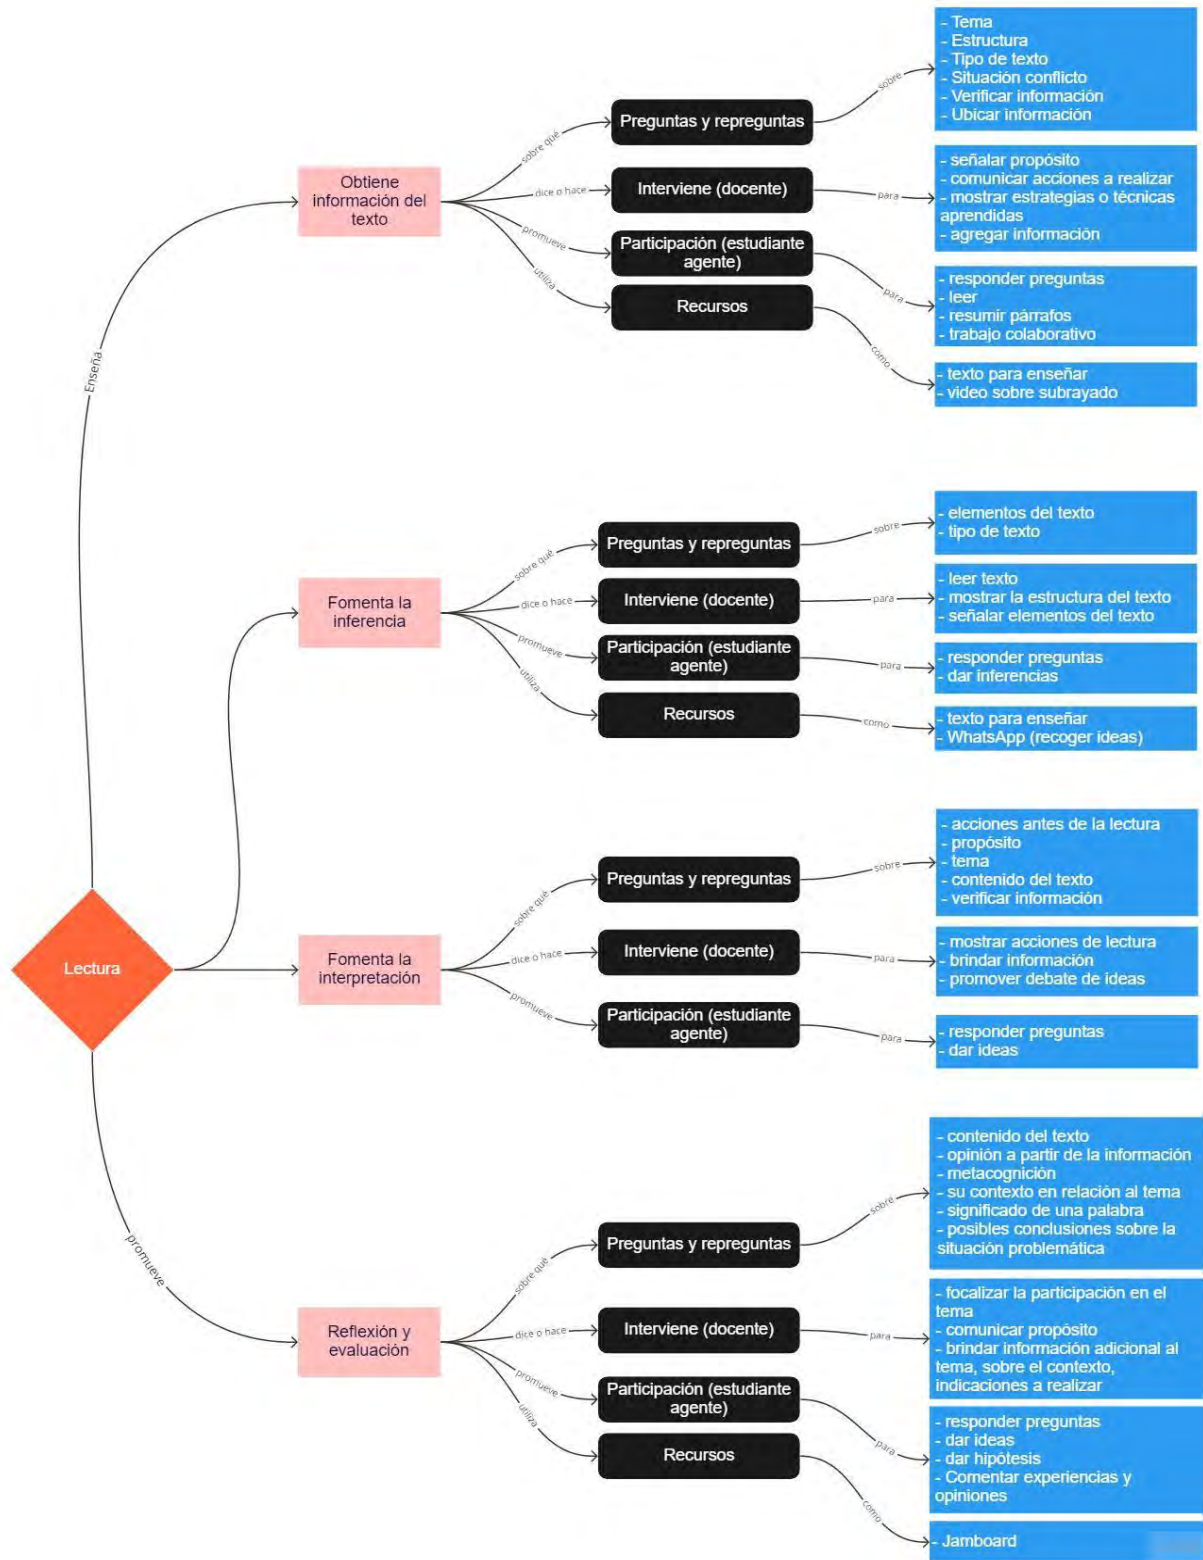 Lectura
Enseña
Obtiene
información del
texto
sobre qué
Preguntas y repreguntas
sobre
- Tema
- Estructura
- Tipo de texto
- Situación conflicto
- Verificar información
- Ubicar información
dice o hace
Interviene (docente)
para
- señalar propósito
- comunicar acciones a realizar
- mostrar estrategias o técnicas
aprendidas
- agregar información
promueve
Participación (estudiante
agente)
para
- responder preguntas
- leer
- resumir párrafos
- trabajo colaborativo
utiliza
Recursos
como
- texto para enseñar
- video sobre subrayado
Fomenta la
inferencia
sobre qué
Preguntas y repreguntas
sobre
- elementos del texto
- tipo de texto
dice o hace
Interviene (docente)
para
- leer texto
- mostrar la estructura del texto
- señalar elementos del texto
promueve
Participación (estudiante
agente)
para
- responder preguntas
- dar inferencias
utiliza
Recursos
como
- texto para enseñar
- WhatsApp (recoger ideas)
Fomenta la
interpretación
sobre qué
Preguntas y repreguntas
sobre
- acciones antes de la lectura
- propósito
- tema
- contenido del texto
- verificar información
dice o hace
Interviene (docente)
para
- mostrar acciones de lectura
- brindar información
- promover debate de ideas
promueve
Participación (estudiante
agente)
para
- responder preguntas
- dar ideas
promueve
Reflexión y
evaluación
sobre qué
Preguntas y repreguntas
sobre
- contenido del texto
- opinión a partir de la información
- metacognición
- su contexto en relación al tema
- significado de una palabra
- posibles conclusiones sobre la
situación problemática
dice o hace
Interviene (docente)
para
- focalizar la participación en el
tema
- comunicar propósito
- brindar información adicional al
tema, sobre el contexto,
indicaciones a realizar
promueve
Participación (estudiante
agente)
para
- responder preguntas
- dar ideas
- dar hipótesis
- Comentar experiencias y
opiniones
utiliza
Recursos
como
- Jamboard